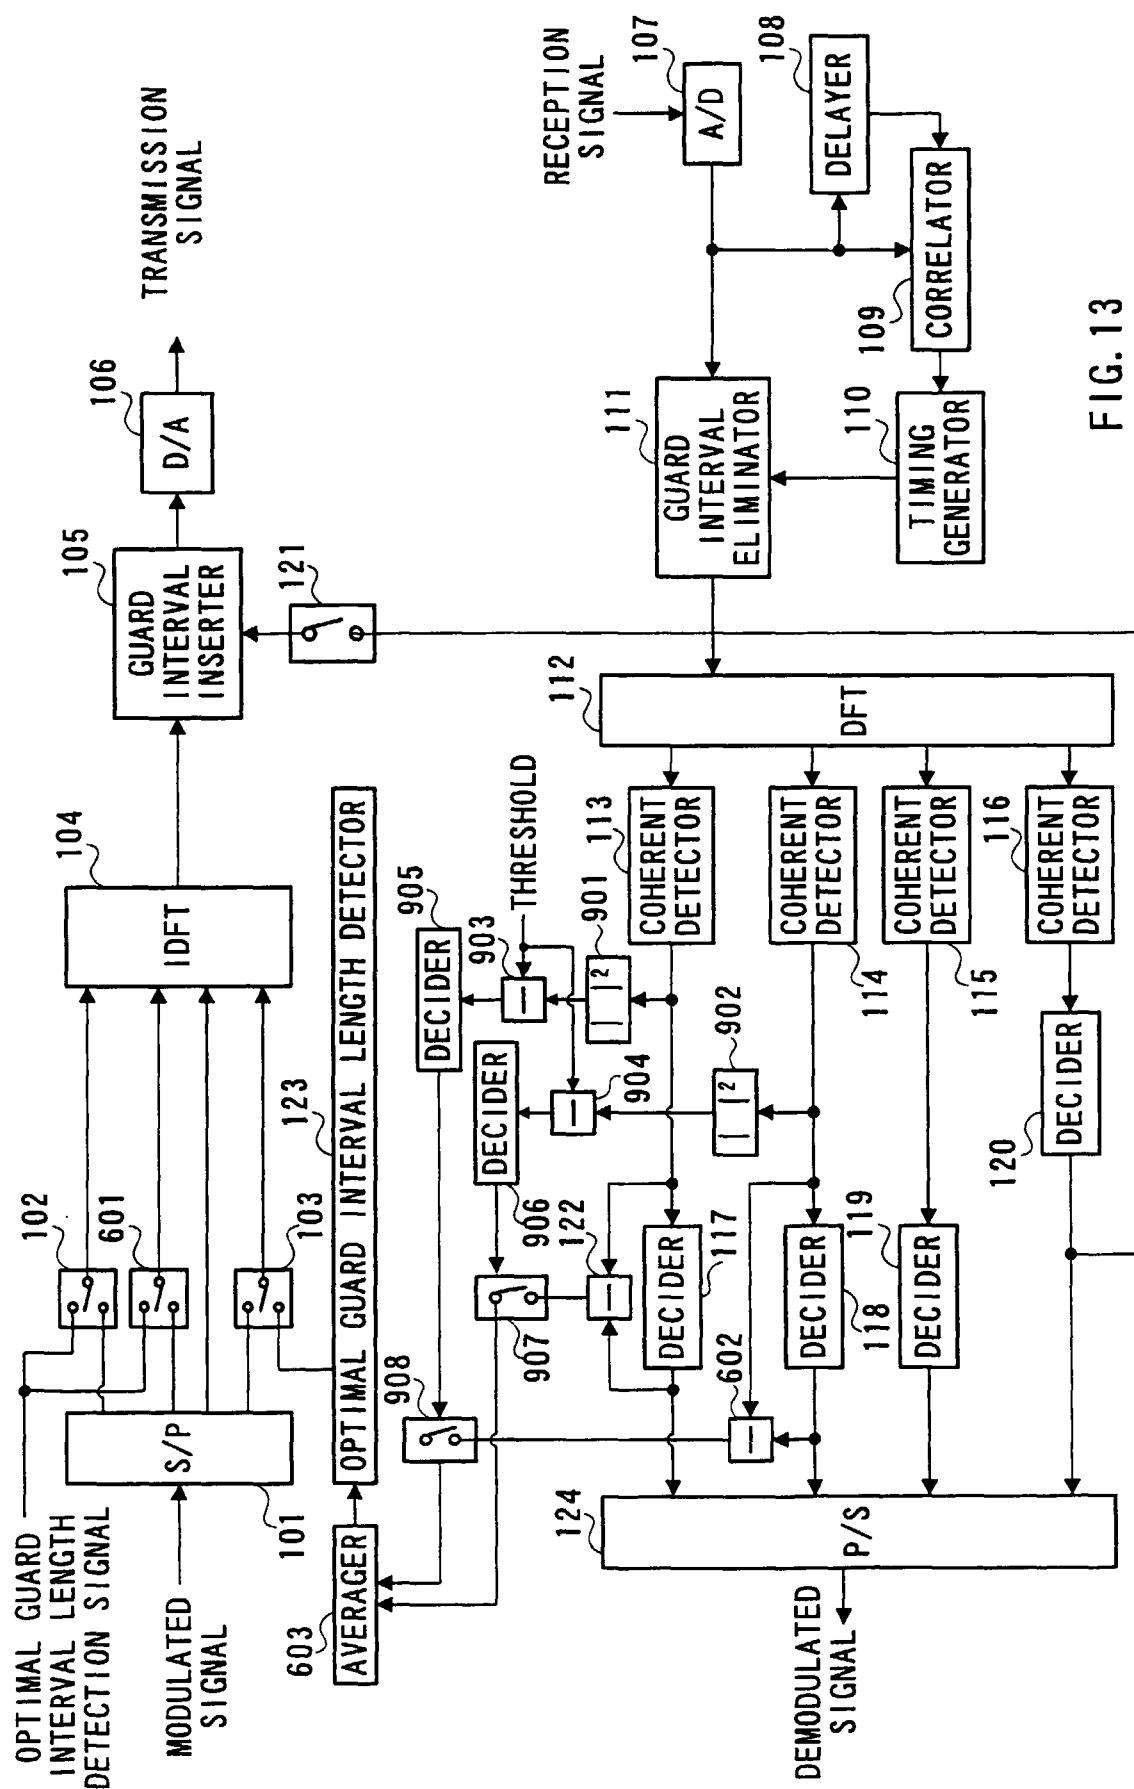 OPTIMAL GUARD
INTERVAL LENGTH
DETECTION SIGNAL
MODULATED
SIGNAL
101
S/P
102
601
103
104
IDFT
105
GUARD
INTERVAL
INSERTER
121
106
D/A
TRANSMISSION
SIGNAL
603
AVERAGER
123
OPTIMAL GUARD INTERVAL LENGTH DETECTOR
908
907
905
DECIDER
906
DECIDER
903
—
904
—
THRESHOLD
901
| |²
902
| |²
122
—
602
—
DEMODULATED
SIGNAL
124
P/S
DECIDER
117
DECIDER
118
119
DECIDER
120
DECIDER
113
COHERENT
DETECTOR
COHERENT
DETECTOR
114
COHERENT
DETECTOR
115
116
COHERENT
DETECTOR
112
DFT
111
GUARD
INTERVAL
ELIMINATOR
110
TIMING
GENERATOR
109
CORRELATOR
108
DELAYER
107
A/D
RECEPTION
SIGNAL
FIG. 13